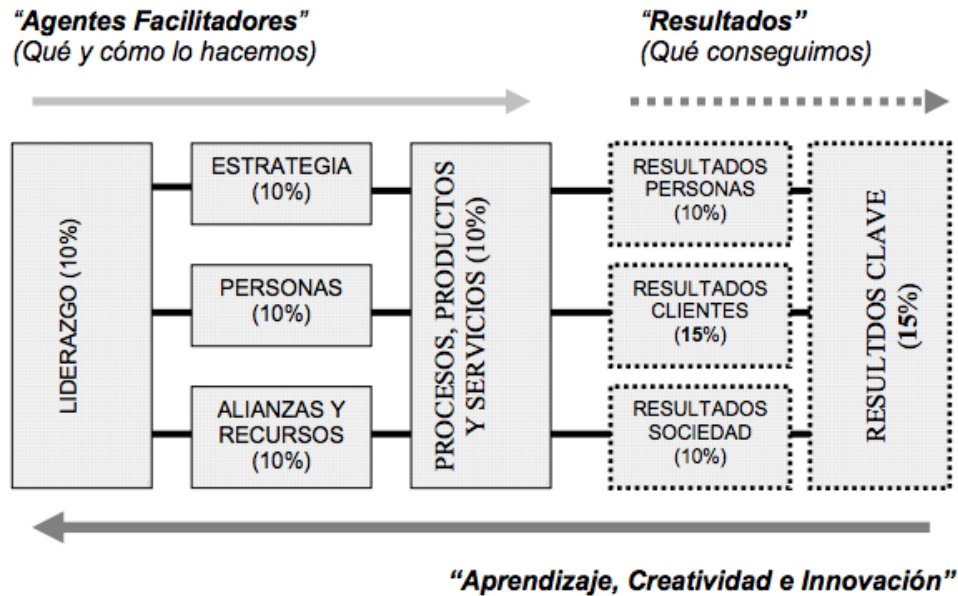 “Agentes Facilitadores”
(Qué y cómo lo hacemos)
“Resultados”
(Qué conseguimos)
LIDERAZGO (10%)
ESTRATEGIA
(10%)
PERSONAS
(10%)
ALIANZAS Y
RECURSOS
(10%)
PROCESOS, PRODUCTOS
Y SERVICIOS (10%)
RESULTADOS
PERSONAS
(10%)
RESULTADOS
CLIENTES
(15%)
RESULTADOS
SOCIEDAD
(10%)
RESULTDOS CLAVE
(15%)
“Aprendizaje, Creatividad e Innovación”